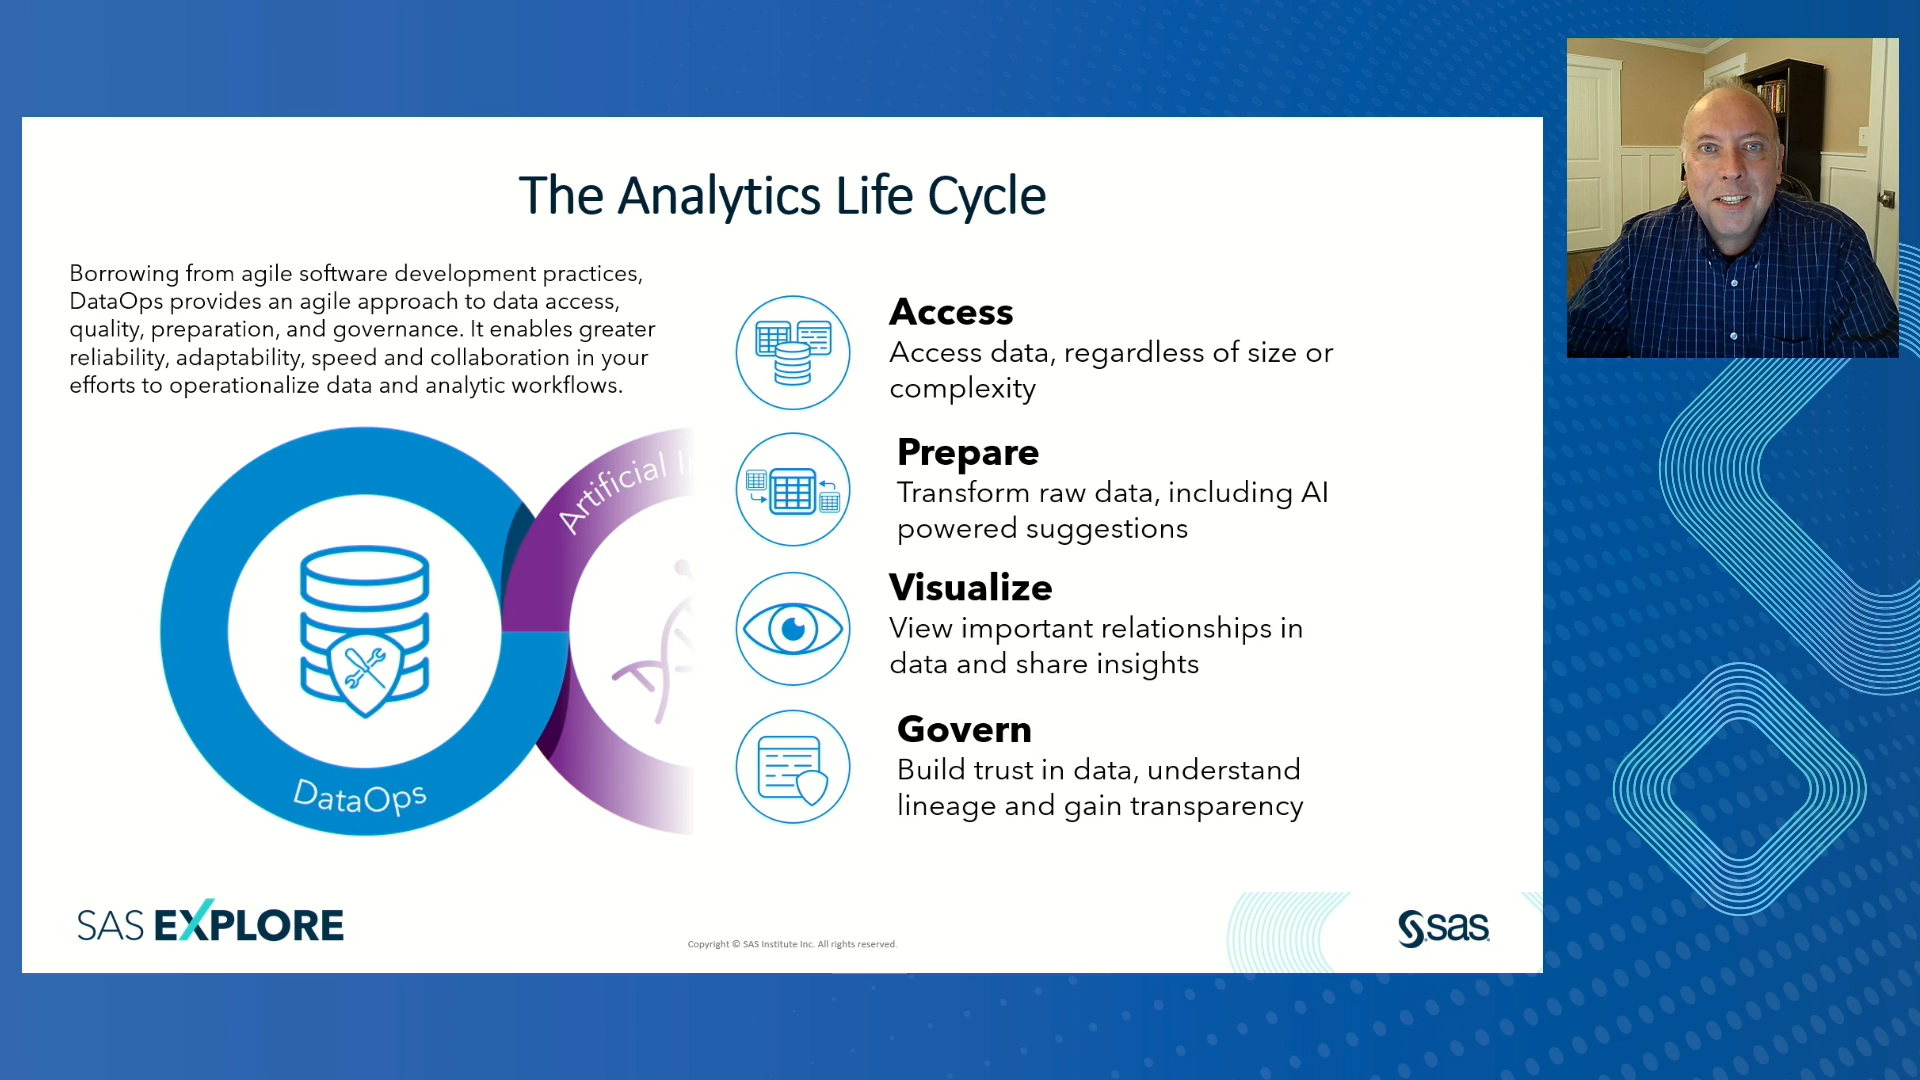 The Analytics Life Cycle
Borrowing from agile software development practices,
DataOps provides an agile approach to data access,
quality, preparation, and governance. It enables greater
reliability, adaptability, speed and collaboration in your
efforts to operationalize data and analytic workflows.
Artificial
DataOps
Access
Access data, regardless of size or
complexity
Prepare
Transform raw data, including AI
powered suggestions
Visualize
View important relationships in
data and share insights
Govern
Build trust in data, understand
lineage and gain transparency
SAS EXPLORE
Copyright © SAS Institute Inc. All rights reserved.
sas